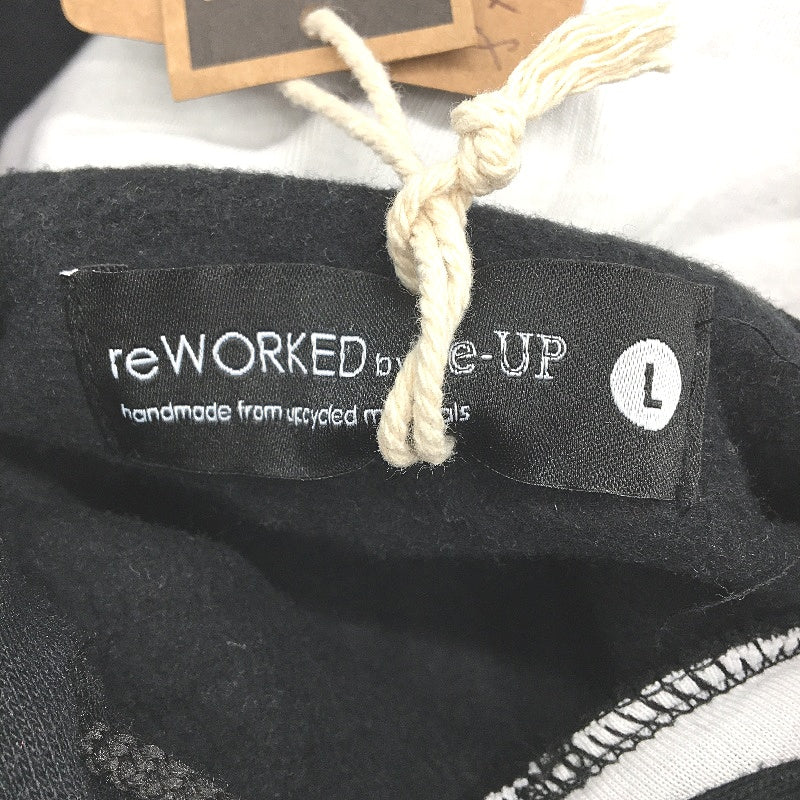 reWORKED by e-UP
L
handmade from upcycled